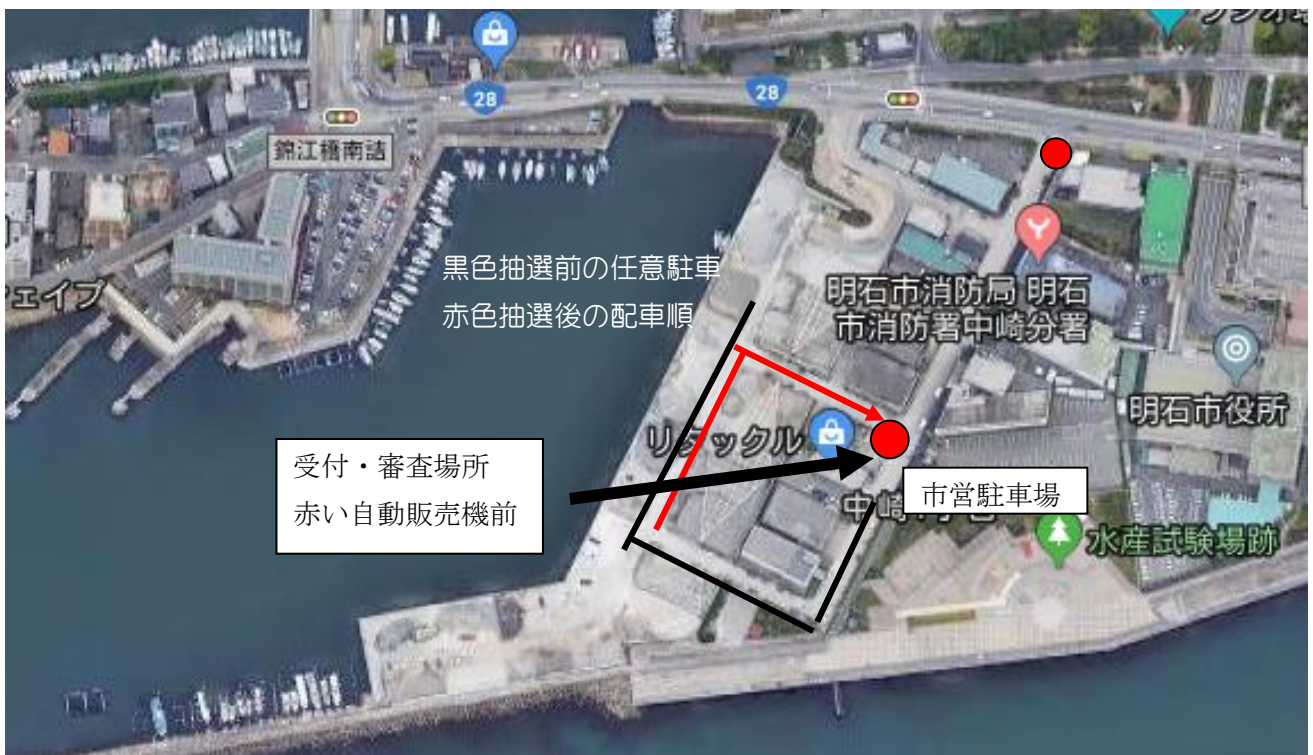 28
28
錦江橋南詰
黒色抽選前の任意駐車
赤色抽選後の配車順
ェイブ
明石市消防局 明石
市消防署中崎分署
明石市役所
リタックル
受付・審査場所
赤い自動販売機前
市営駐車場
水産試験場跡